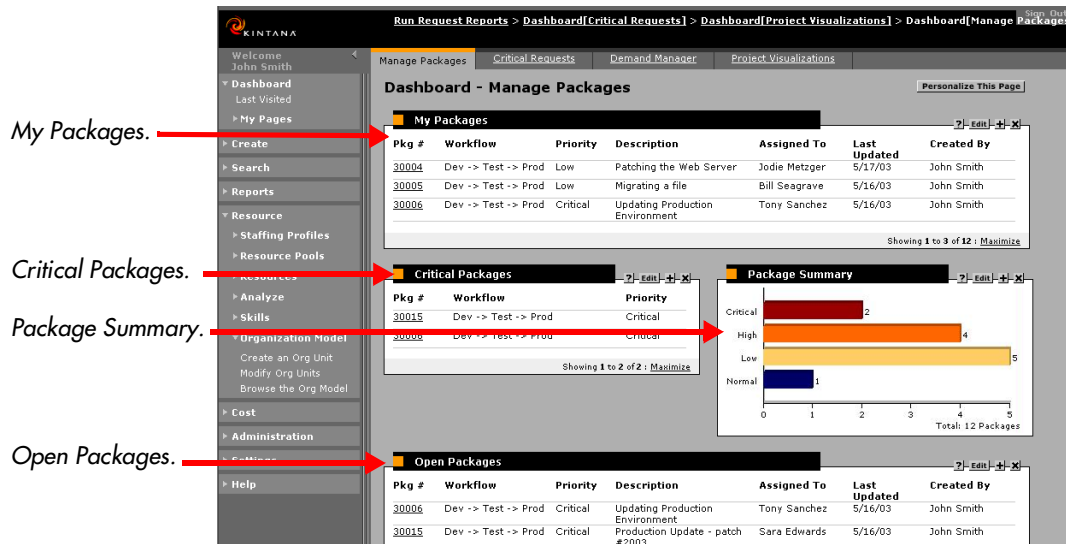 Sign Out
Run Request Reports > Dashboard[Critical Requests] > Dashboard[Project Visualizations] > Dashboard[Manage Packages
KINTANA
Welcome
John Smith
Manage Packages Critical Requests Demand Manager Project Visualizations
Dashboard
Last Visited
My Pages
Create
Search
Reports
Resource
Staffing Profiles
Resource Pools
Resources
Analyze
Skills
Organization Model
Create an Org Unit
Modify Org Units
Browse the Org Model
Cost
Administration
Settings
Help
Dashboard - Manage Packages
Personalize This Page
My Packages.
My Packages
? Edit + X
Pkg # Workflow Priority Description Assigned To Last Updated Created By
30004 Dev -> Test -> Prod Low Patching the Web Server Jodie Metzger 5/17/03 John Smith
30005 Dev -> Test -> Prod Low Migrating a file Bill Seagrave 5/16/03 John Smith
30006 Dev -> Test -> Prod Critical Updating Production Environment Tony Sanchez 5/16/03 John Smith
Showing 1 to 3 of 12 : Maximize
Critical Packages.
Critical Packages
? Edit + X
Pkg # Workflow Priority
30015 Dev -> Test -> Prod Critical
30006 Dev -> Test -> Prod Critical
Showing 1 to 2 of 2 : Maximize
Package Summary.
Package Summary
? Edit + X
Critical 2
High 4
Low 5
Normal 1
0 1 2 3 4 5
Total: 12 Packages
Open Packages.
Open Packages
? Edit + X
Pkg # Workflow Priority Description Assigned To Last Updated Created By
30006 Dev -> Test -> Prod Critical Updating Production Environment Tony Sanchez 5/16/03 John Smith
30015 Dev -> Test -> Prod Critical Production Update - patch #2003 Sara Edwards 5/16/03 John Smith